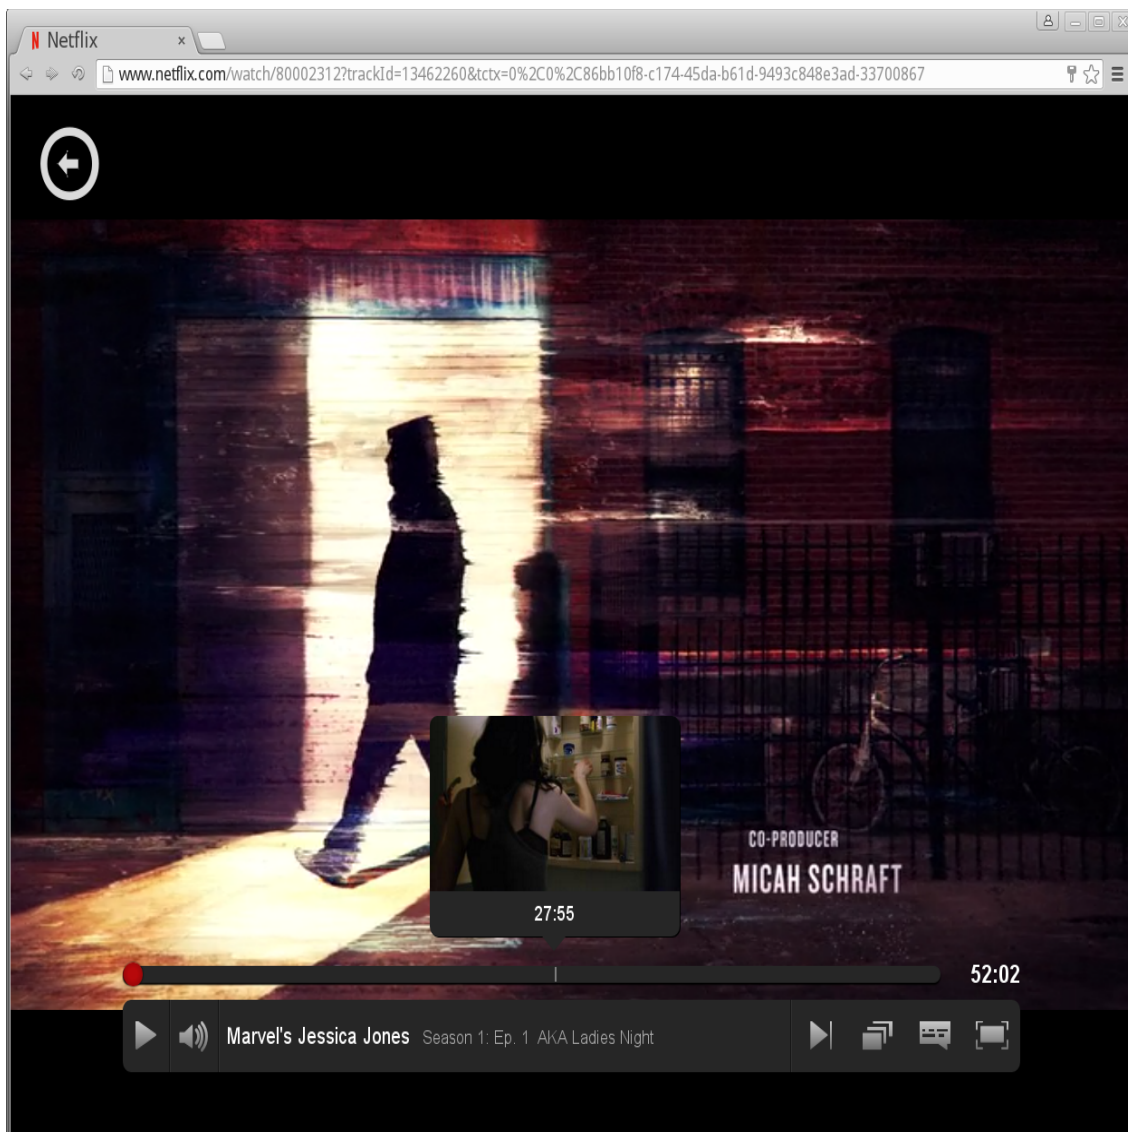 Netflix
www.netflix.com/watch/80002312?trackId=13462260&tctx=0%2C0%2C86bb10f8-c174-45da-b61d-9493c848e3ad-33700867
CO-PRODUCER
MICAH SCHRAFT
27:55
52:02
Marvel's Jessica Jones Season 1: Ep. 1 AKA Ladies Night